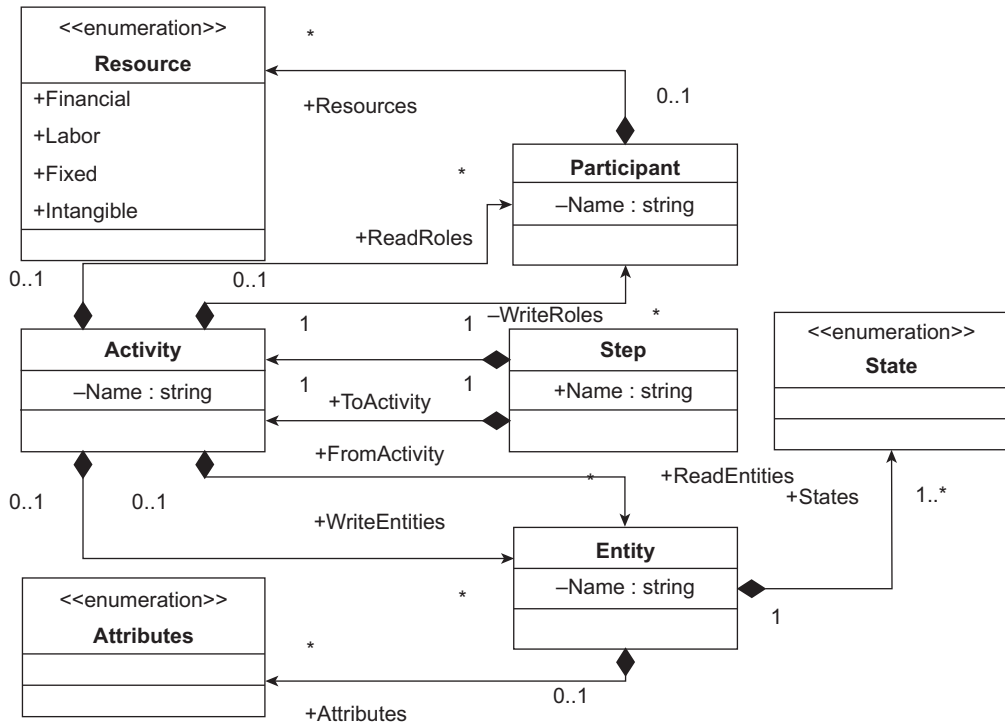 <<enumeration>>
Resource
+Financial
+Labor
+Fixed
+Intangible
*
+Resources
0..1
Participant
–Name : string
*
+ReadRoles
0..1
0..1
–WriteRoles
*
Activity
–Name : string
1
1
Step
+Name : string
1
1
+ToActivity
+FromActivity
<<enumeration>>
State
0..1
0..1
*
+ReadEntities
+States
1..*
+WriteEntities
Entity
–Name : string
*
1
<<enumeration>>
Attributes
*
0..1
+Attributes